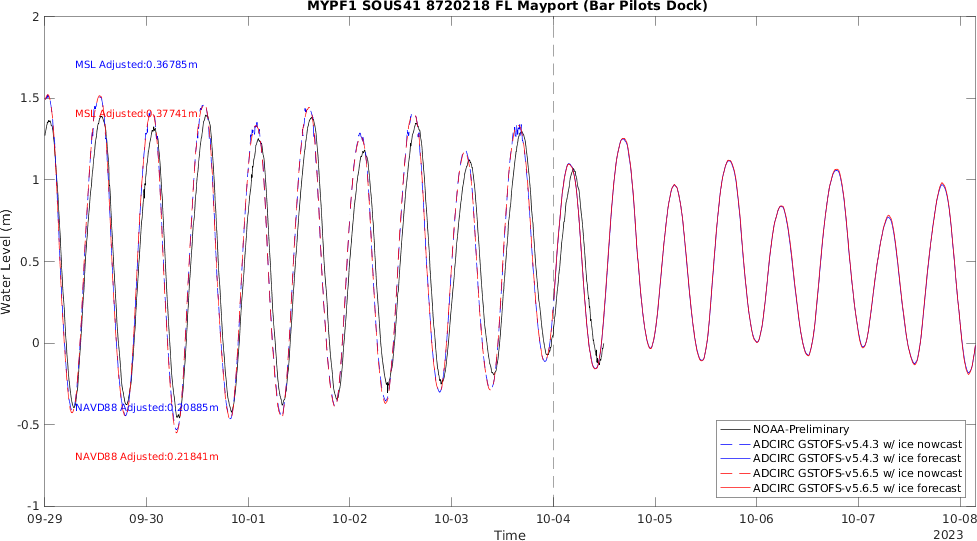 MYPF1 SOUS41 8720218 FL Mayport (Bar Pilots Dock)
2
1.5
1
0.5
0
-0.5
-1
Water Level (m)
MSL Adjusted:0.36785m
MSL Adjusted:0.37741m
NAVD88 Adjusted:0.20885m
NAVD88 Adjusted:0.21841m
NOAA-Preliminary
ADCIRC GSTOFS-v5.4.3 w/ ice nowcast
ADCIRC GSTOFS-v5.4.3 w/ ice forecast
ADCIRC GSTOFS-v5.6.5 w/ ice nowcast
ADCIRC GSTOFS-v5.6.5 w/ ice forecast
09-29 09-30 10-01 10-02 10-03 10-04 10-05 10-06 10-07 10-08
Time
2023